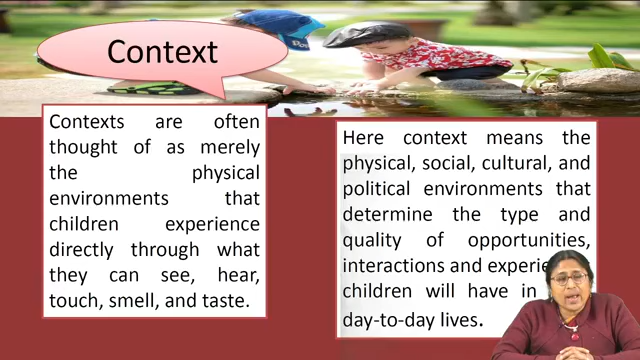 Context
Contexts are often
thought of as merely
the physical
environments that
children experience
directly through what
they can see, hear,
touch, smell, and taste.
Here context means the
physical, social, cultural, and
political environments that
determine the type and
quality of opportunities,
interactions and
children will have in
day-to-day lives.